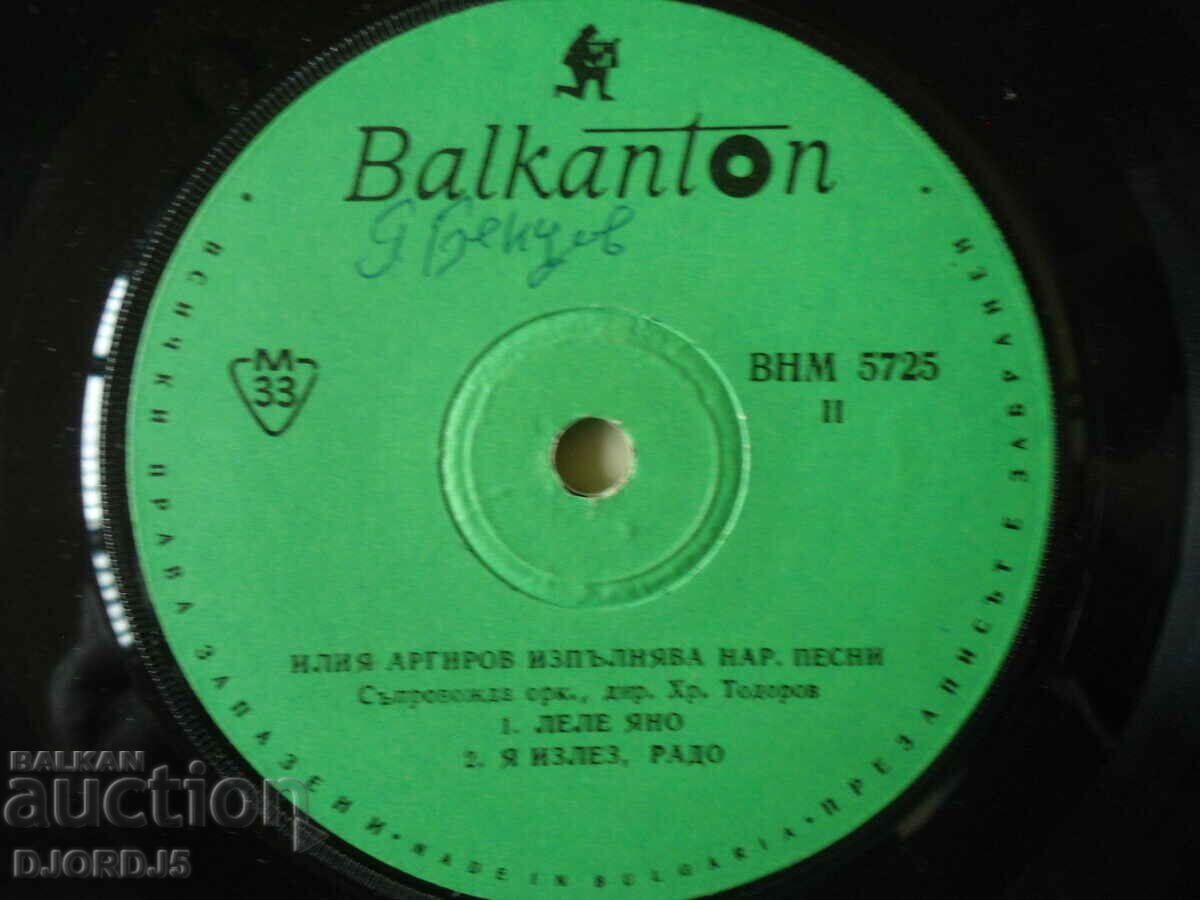 Balkanton
M
33
ВНМ 5725
II
ИЛИЯ АРГИРОВ ИЗПЪЛНЯВА НАР. ПЕСНИ
Съпровожда орк., дир. Хр. Тодоров
1. ЛЕЛЕ ЯНО
2. Я ИЗЛЕЗ, РАДО
• ВСИЧКИ ПРАВА ЗАПАЗЕНИ • MADE IN BULGARIA • ПРЕЗАПИСЪТ Е ЗАБРАНЕН •
BALKAN
auction
DJORDJ5